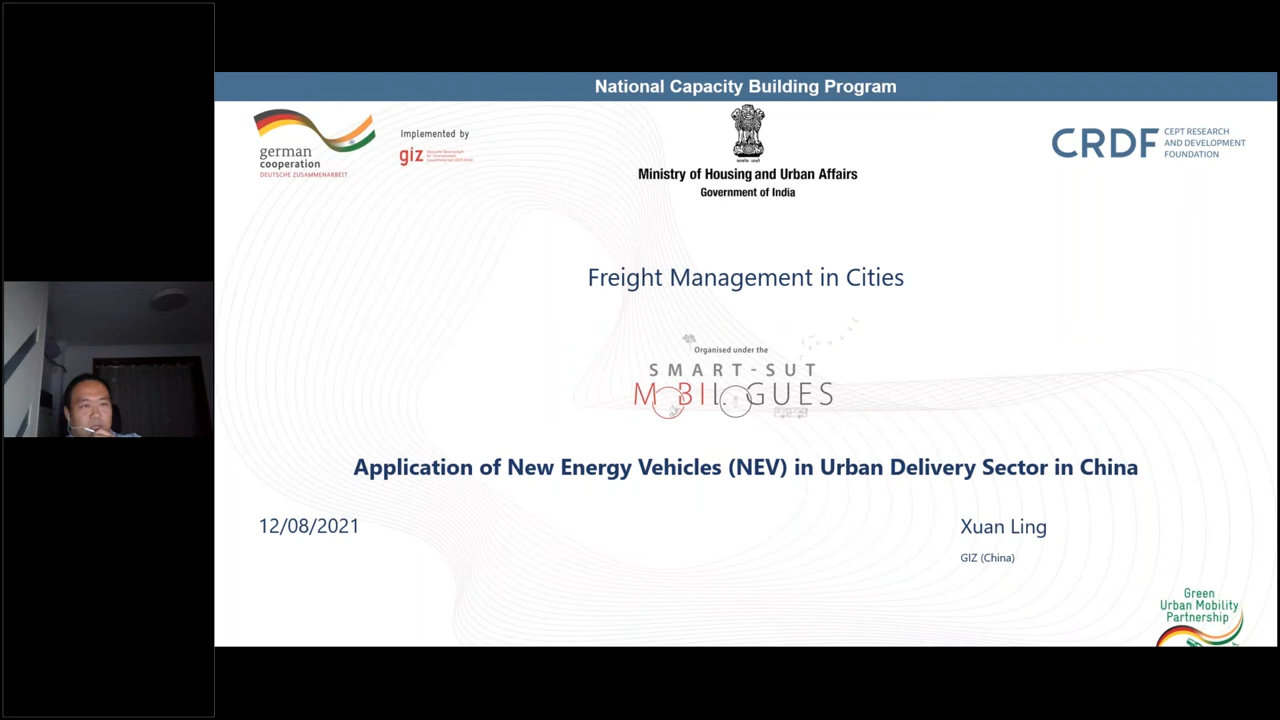 National Capacity Building Program
german
cooperation
DEUTSCHE ZUSAMMENARBEIT
Implemented by
giz
Ministry of Housing and Urban Affairs
Government of India
CRDF
CEPT RESEARCH
AND DEVELOPMENT
FOUNDATION
Freight Management in Cities
Organised under the
SMART-SUT
MOBILOGUES
Application of New Energy Vehicles (NEV) in Urban Delivery Sector in China
12/08/2021
Xuan Ling
GIZ (China)
Green
Urban Mobility
Partnership